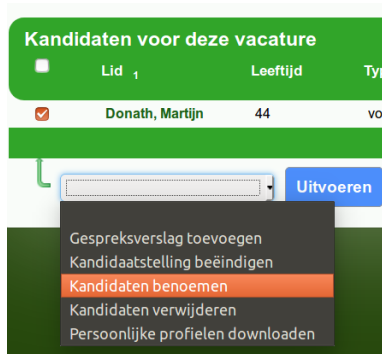 Kandidaten voor deze vacature
Lid 1 Leeftijd
Donath, Martijn 44 vo
Uitvoeren
Gespreksverslag toevoegen
Kandidaatstelling beëindigen
Kandidaten benoemen
Kandidaten verwijderen
Persoonlijke profielen downloaden